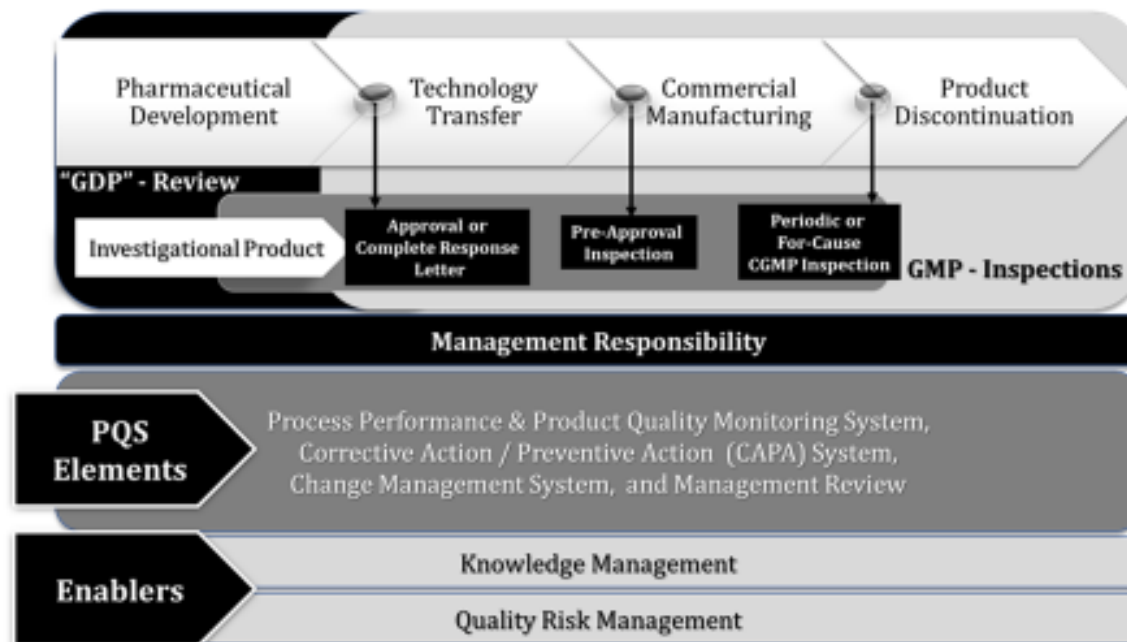 Pharmaceutical
Development
Technology
Transfer
Commercial
Manufacturing
Product
Discontinuation
“GDP” - Review
Investigational Product
Approval or
Complete Response
Letter
Pre-Approval
Inspection
Periodic or
For-Cause
CGMP Inspection
GMP - Inspections
Management Responsibility
PQS
Elements
Process Performance & Product Quality Monitoring System,
Corrective Action / Preventive Action (CAPA) System,
Change Management System, and Management Review
Enablers
Knowledge Management
Quality Risk Management